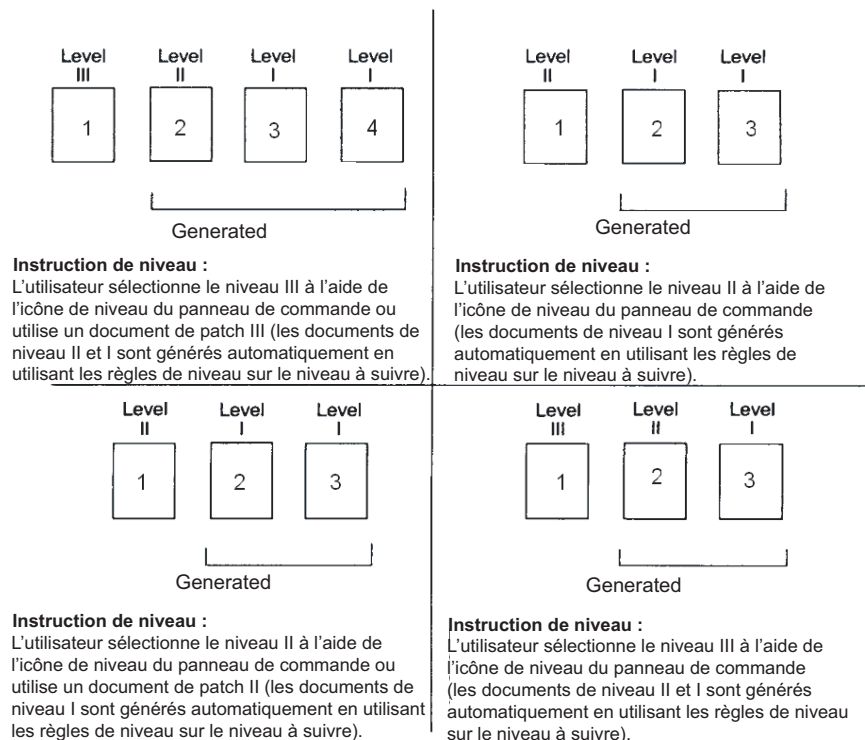 Level Level Level Level
III II I I
1 2 3 4
Generated
Instruction de niveau :
L'utilisateur sélectionne le niveau III à l'aide de
l'icône de niveau du panneau de commande ou
utilise un document de patch III (les documents de
niveau II et I sont générés automatiquement en
utilisant les règles de niveau sur le niveau à suivre).
Level Level Level
II I I
1 2 3
Generated
Instruction de niveau :
L'utilisateur sélectionne le niveau II à l'aide de
l'icône de niveau du panneau de commande
(les documents de niveau I sont générés
automatiquement en utilisant les règles de
niveau sur le niveau à suivre).
Level Level Level
II I I
1 2 3
Generated
Instruction de niveau :
L'utilisateur sélectionne le niveau II à l'aide de
l'icône de niveau du panneau de commande ou
utilise un document de patch II (les documents de
niveau I sont générés automatiquement en utilisant
les règles de niveau sur le niveau à suivre).
Level Level Level
III II I
1 2 3
Generated
Instruction de niveau :
L'utilisateur sélectionne le niveau III à l'aide de
l'icône de niveau du panneau de commande
(les documents de niveau II et I sont générés
automatiquement en utilisant les règles de niveau
sur le niveau à suivre).